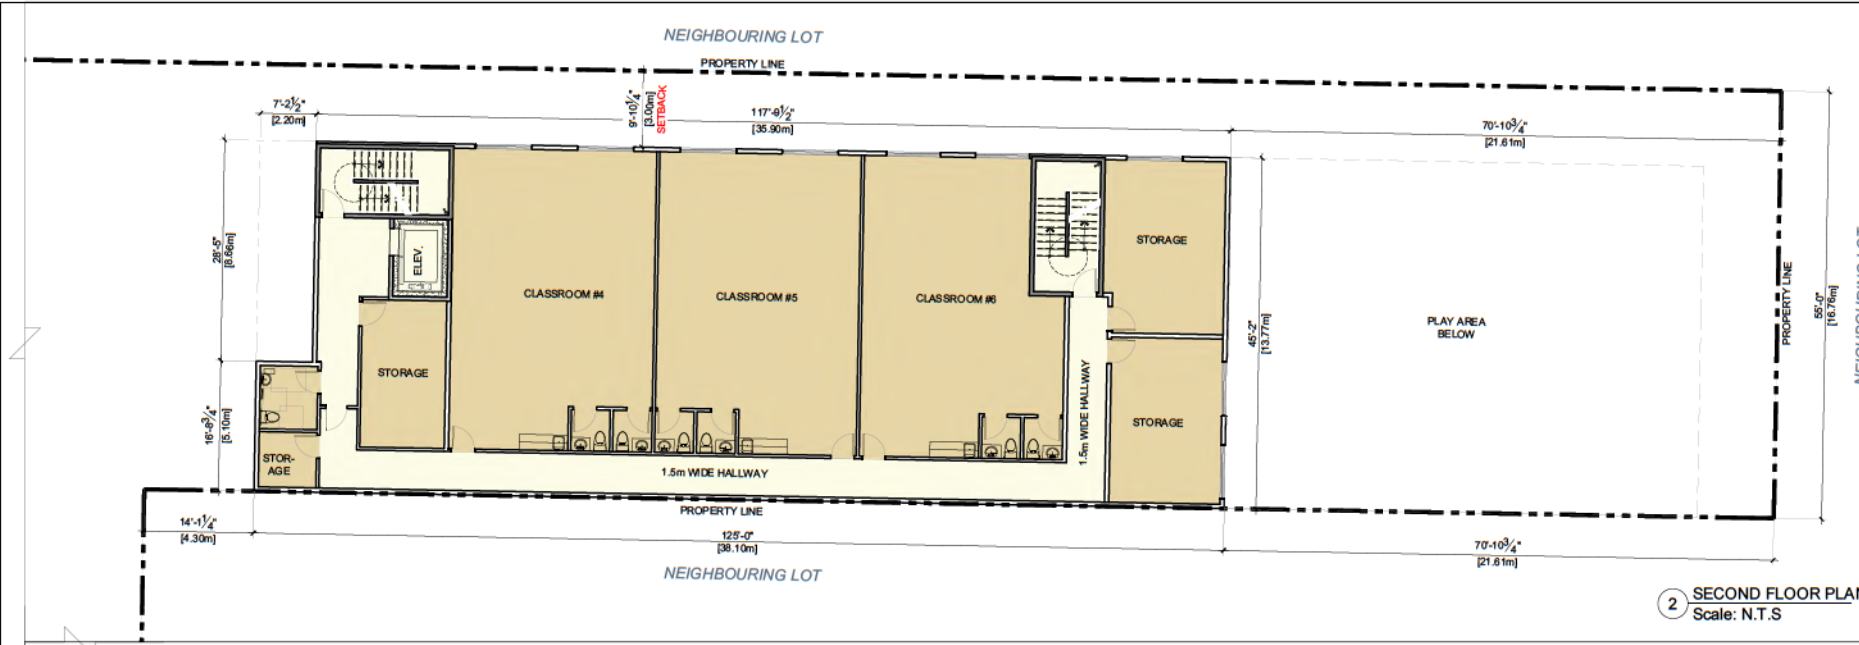 NEIGHBOURING LOT
PROPERTY LINE
7'-2½"
[2.20m]
9'-10¼"
[3.00m]
SETBACK
117'-9½"
[35.90m]
70'-10¾"
[21.61m]
28'-5"
[8.66m]
ELEV.
CLASSROOM #4
CLASSROOM #5
CLASSROOM #6
STORAGE
45'-2"
[13.77m]
PLAY AREA
BELOW
PROPERTY LINE
55'-0"
[16.76m]
NEIGHBOURING LOT
STORAGE
16'-8¾"
[5.10m]
STOR-
AGE
1.5m WIDE HALLWAY
1.5m WIDE HALLWAY
STORAGE
PROPERTY LINE
14'-1¼"
[4.30m]
125'-0"
[38.10m]
70'-10¾"
[21.61m]
NEIGHBOURING LOT
2
SECOND FLOOR PLAN
Scale: N.T.S